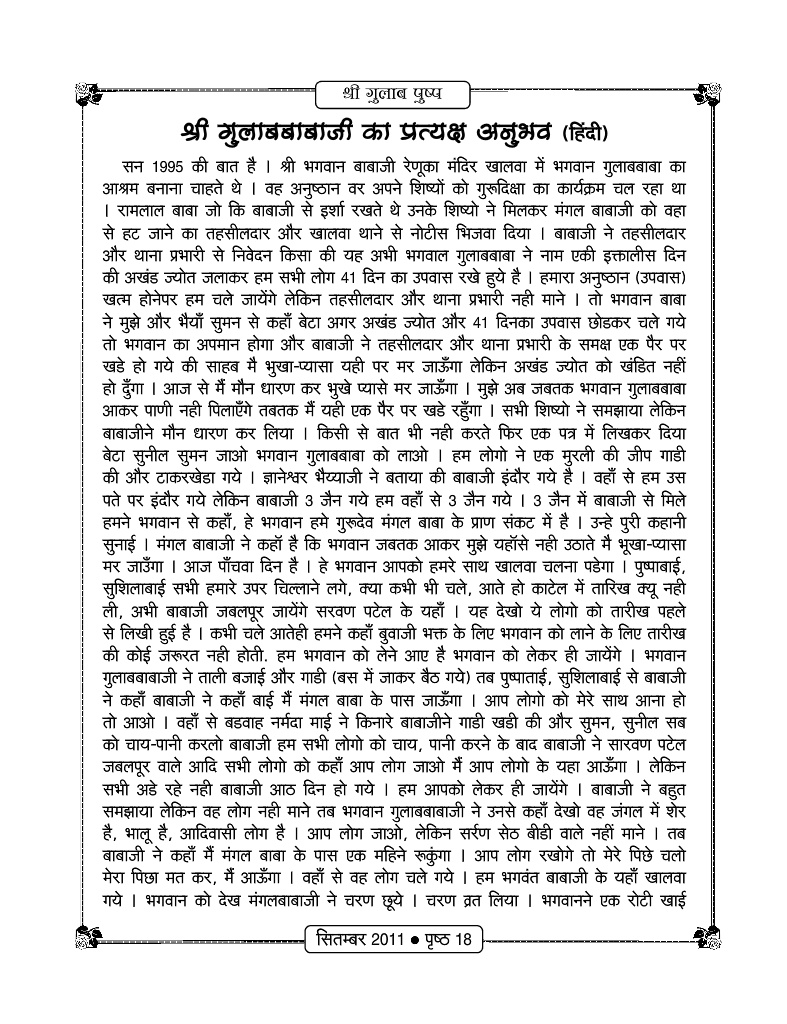 श्री गुलाब पुष्प
श्री गुलाबबाबाजी का प्रत्यक्ष अनुभव (हिंदी)
सन 1995 की बात है । श्री भगवान बाबाजी रेणूका मंदिर खालवा में भगवान गुलाबबाबा का
आश्रम बनाना चाहते थे । वह अनुष्ठान वर अपने शिष्यों को गुरूदिक्षा का कार्यक्रम चल रहा था
। रामलाल बाबा जो कि बाबाजी से इर्शा रखते थे उनके शिष्यो ने मिलकर मंगल बाबाजी को वहा
से हट जाने का तहसीलदार और खालवा थाने से नोटीस भिजवा दिया । बाबाजी ने तहसीलदार
और थाना प्रभारी से निवेदन किसा की यह अभी भगवाल गुलाबबाबा ने नाम एकी इक्तालीस दिन
की अखंड ज्योत जलाकर हम सभी लोग 41 दिन का उपवास रखे हुये है । हमारा अनुष्ठान (उपवास)
खत्म होनेपर हम चले जायेंगे लेकिन तहसीलदार और थाना प्रभारी नही माने । तो भगवान बाबा
ने मुझे और भैयाँ सुमन से कहाँ बेटा अगर अखंड ज्योत और 41 दिनका उपवास छोडकर चले गये
तो भगवान का अपमान होगा और बाबाजी ने तहसीलदार और थाना प्रभारी के समक्ष एक पैर पर
खडे हो गये की साहब मै भुखा-प्यासा यही पर मर जाऊँगा लेकिन अखंड ज्योत को खंडित नहीं
हो दुँगा । आज से मैं मौन धारण कर भुखे प्यासे मर जाऊँगा । मुझे अब जबतक भगवान गुलाबबाबा
आकर पाणी नही पिलाएँगे तबतक मैं यही एक पैर पर खडे रहुँगा । सभी शिष्यो ने समझाया लेकिन
बाबाजीने मौन धारण कर लिया । किसी से बात भी नही करते फिर एक पत्र में लिखकर दिया
बेटा सुनील सुमन जाओ भगवान गुलाबबाबा को लाओ । हम लोगो ने एक मुरली की जीप गाडी
की और टाकरखेडा गये । ज्ञानेश्वर भैय्याजी ने बताया की बाबाजी इंदौर गये है । वहाँ से हम उस
पते पर इंदौर गये लेकिन बाबाजी 3 जैन गये हम वहाँ से 3 जैन गये । 3 जैन में बाबाजी से मिले
हमने भगवान से कहाँ, हे भगवान हमे गुरूदेव मंगल बाबा के प्राण संकट में है । उन्हे पुरी कहानी
सुनाई । मंगल बाबाजी ने कहाँ है कि भगवान जबतक आकर मुझे यहाँसे नही उठाते मै भूखा-प्यासा
मर जाउँगा । आज पाँचवा दिन है । हे भगवान आपको हमरे साथ खालवा चलना पडेगा । पुष्पाबाई,
सुशिलाबाई सभी हमारे उपर चिल्लाने लगे, क्या कभी भी चले, आते हो काटेल में तारिख क्यू नही
ली, अभी बाबाजी जबलपूर जायेंगे सरवण पटेल के यहाँ । यह देखो ये लोगो को तारीख पहले
से लिखी हुई है । कभी चले आतेही हमने कहाँ बुवाजी भक्त के लिए भगवान को लाने के लिए तारीख
की कोई जरूरत नही होती. हम भगवान को लेने आए है भगवान को लेकर ही जायेंगे । भगवान
गुलाबबाबाजी ने ताली बजाई और गाडी (बस में जाकर बैठ गये) तब पुष्पाताई, सुशिलाबाई से बाबाजी
ने कहाँ बाबाजी ने कहाँ बाई मैं मंगल बाबा के पास जाऊँगा । आप लोगो को मेरे साथ आना हो
तो आओ । वहाँ से बडवाह नर्मदा माई ने किनारे बाबाजीने गाडी खडी की और सुमन, सुनील सब
को चाय-पानी करलो बाबाजी हम सभी लोगो को चाय, पानी करने के बाद बाबाजी ने सारवण पटेल
जबलपूर वाले आदि सभी लोगो को कहाँ आप लोग जाओ मैं आप लोगो के यहा आऊँगा । लेकिन
सभी अडे रहे नही बाबाजी आठ दिन हो गये । हम आपको लेकर ही जायेंगे । बाबाजी ने बहुत
समझाया लेकिन वह लोग नही माने तब भगवान गुलाबबाबाजी ने उनसे कहाँ देखो वह जंगल में शेर
है, भालू है, आदिवासी लोग है । आप लोग जाओ, लेकिन सर्रण सेठ बीडी वाले नहीं माने । तब
बाबाजी ने कहाँ मैं मंगल बाबा के पास एक महिने रूकुंगा । आप लोग रखोगे तो मेरे पिछे चलो
मेरा पिछा मत कर, मैं आऊँगा । वहाँ से वह लोग चले गये । हम भगवंत बाबाजी के यहाँ खालवा
गये । भगवान को देख मंगलबाबाजी ने चरण छूये । चरण व्रत लिया । भगवानने एक रोटी खाई
सितम्बर 2011 ● पृष्ठ 18